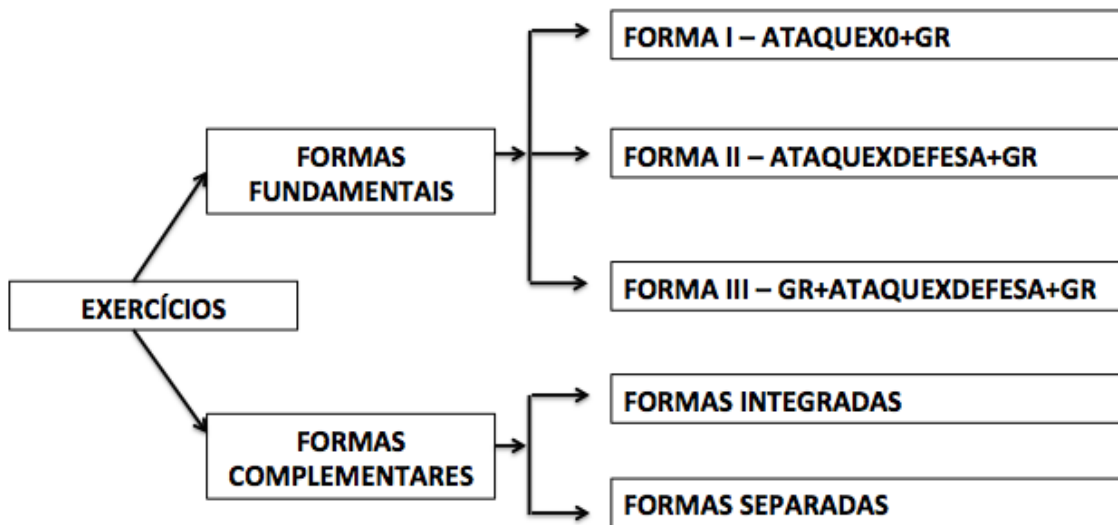 EXERCÍCIOS
FORMAS
FUNDAMENTAIS
FORMA I – ATAQUEX0+GR
FORMA II – ATAQUEXDEFESA+GR
FORMA III – GR+ATAQUEXDEFESA+GR
FORMAS
COMPLEMENTARES
FORMAS INTEGRADAS
FORMAS SEPARADAS